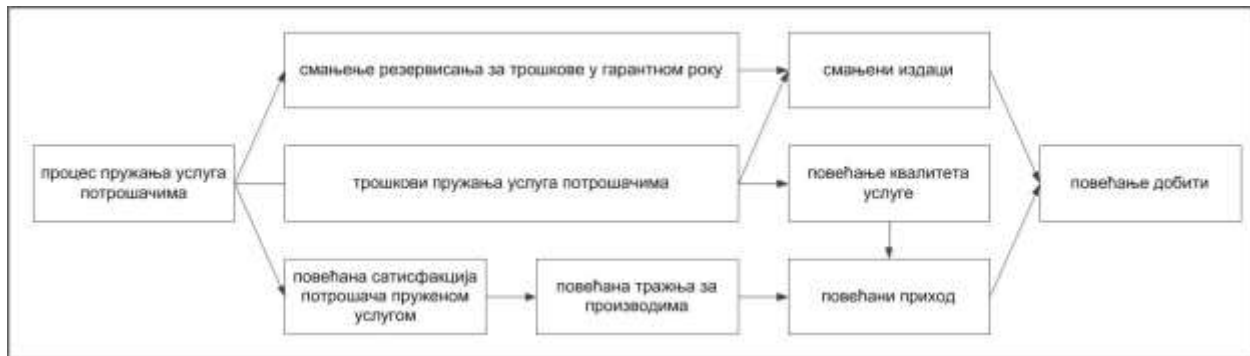 смањење резервисања за трошкове у гарантном року
смањени издаци
процес пружања услуга
потрошачима
трошкови пружања услуга потрошачима
повећање квалитета
услуге
повећање добити
повећана сатисфакција
потрошача пруженом
услугом
повећана тражња за
производима
повећани приход